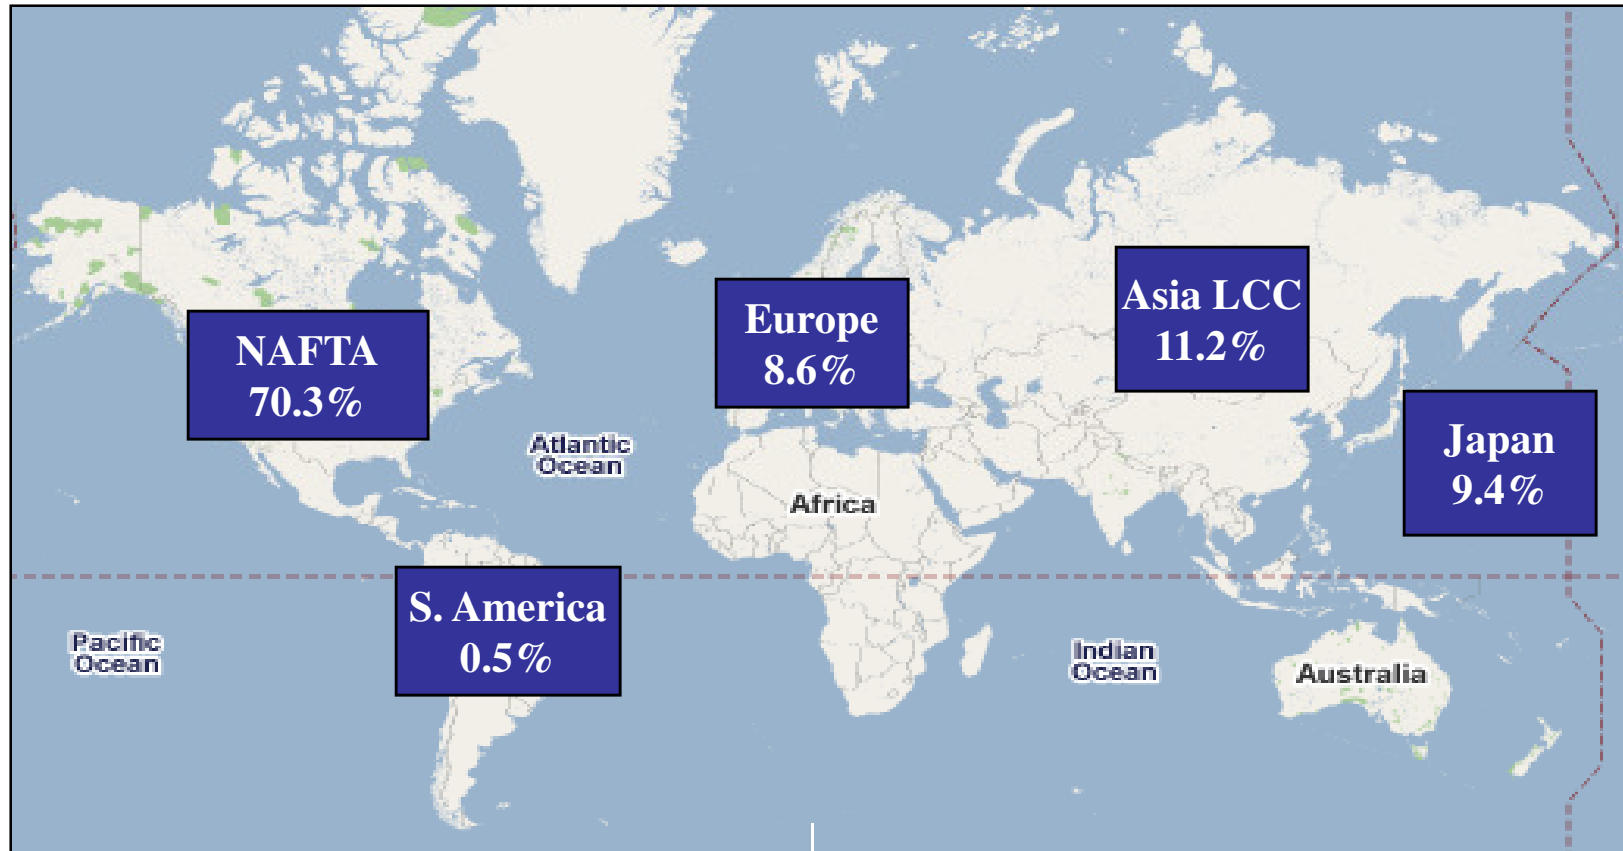 NAFTA
70.3%
Europe
8.6%
Asia LCC
11.2%
Japan
9.4%
Atlantic
Ocean
Africa
S. America
0.5%
Pacific
Ocean
Indian
Ocean
Australia